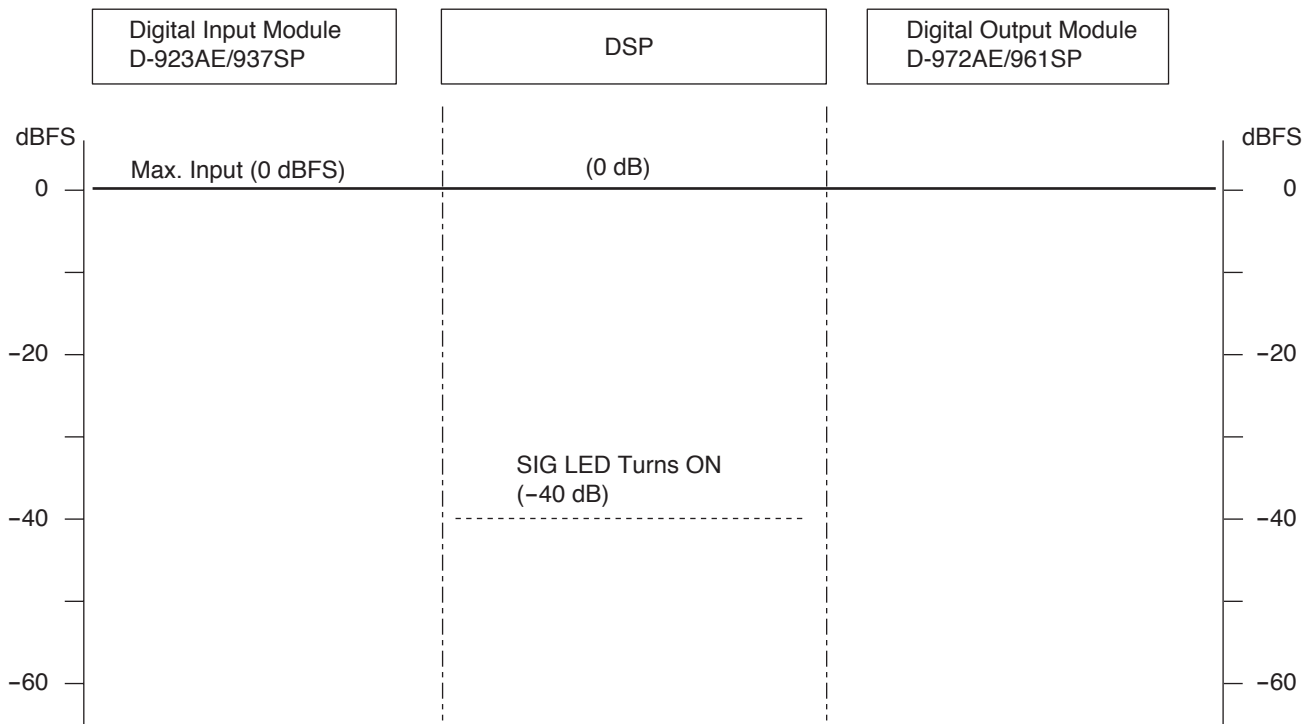 Digital Input Module
D-923AE/937SP
DSP
Digital Output Module
D-972AE/961SP
dBFS
dBFS
Max. Input (0 dBFS)
(0 dB)
0
0
−20
−20
SIG LED Turns ON
(−40 dB)
−40
−40
−60
−60